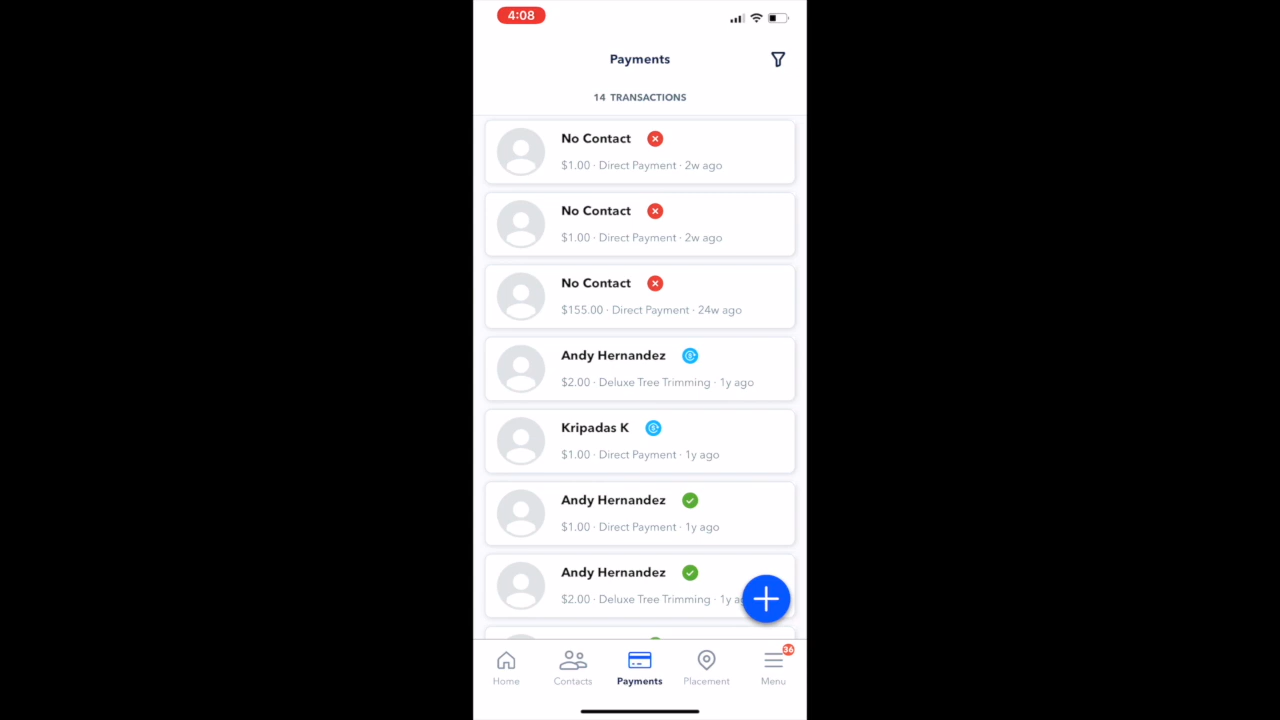 4:08
Payments
14 TRANSACTIONS
No Contact
$1.00 · Direct Payment · 2w ago
No Contact
$1.00 · Direct Payment · 2w ago
No Contact
$155.00 · Direct Payment · 24w ago
Andy Hernandez
$2.00 · Deluxe Tree Trimming · 1y ago
Kripadas K
$1.00 · Direct Payment · 1y ago
Andy Hernandez
$1.00 · Direct Payment · 1y ago
Andy Hernandez
$2.00 · Deluxe Tree Trimming · 1y
36
Home Contacts Payments Placement Menu